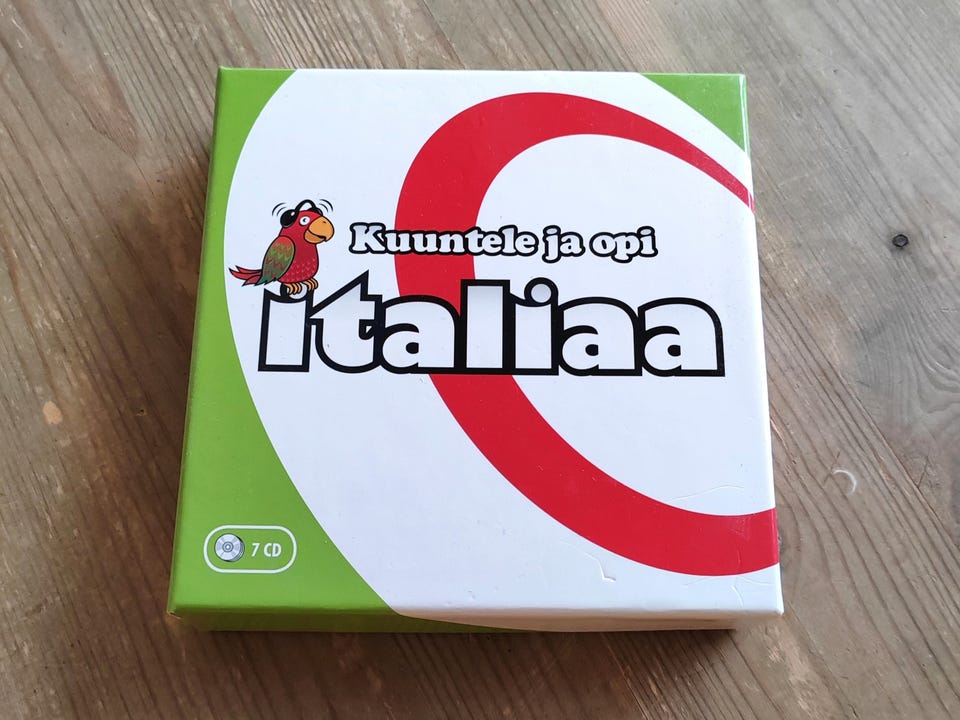 Kuuntele ja opi
italiaa
7 CD